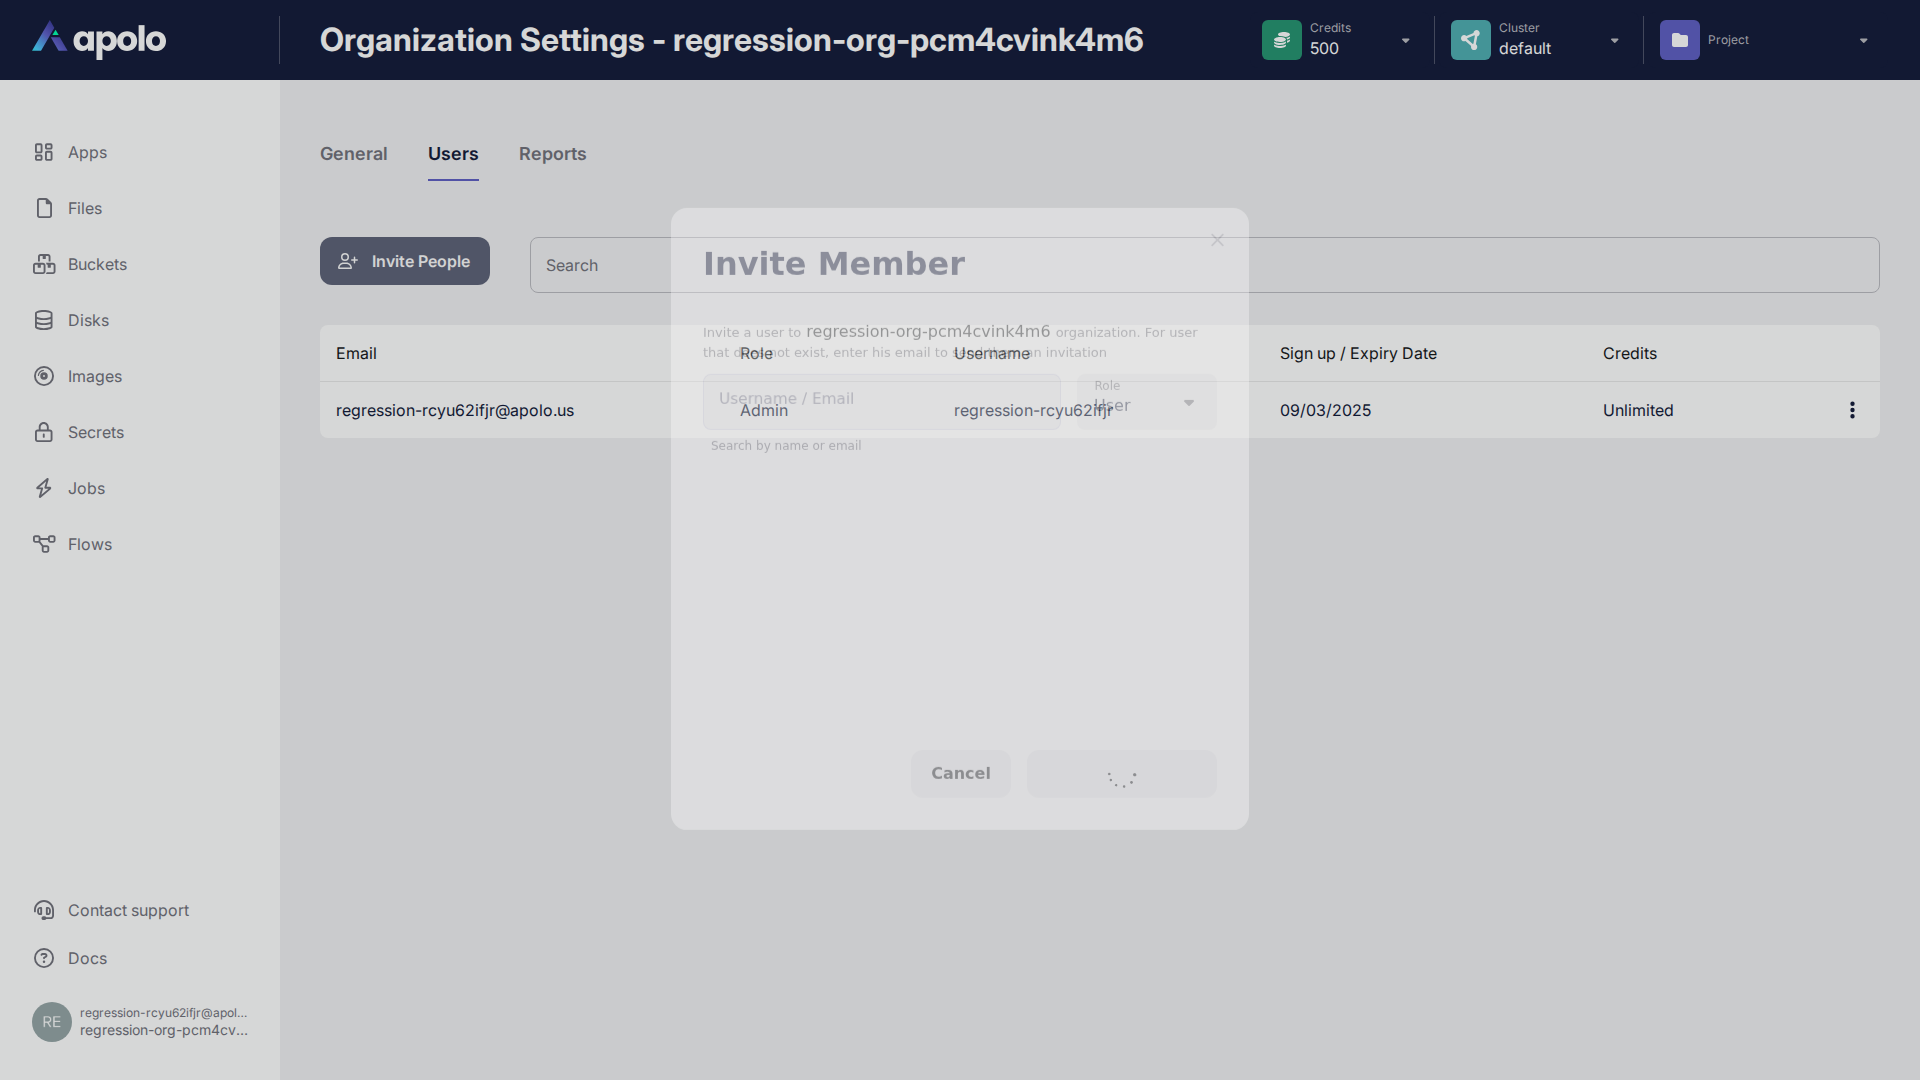 apolo
Organization Settings - regression-org-pcm4cvink4m6
Credits
500
Cluster
default
Project
Apps
Files
Buckets
Disks
Images
Secrets
Jobs
Flows
Contact support
Docs
RE
regression-rcyu62ifjr@apol...
regression-org-pcm4cv...
General
Users
Reports
Invite People
Search
Email
Role
Username
Sign up / Expiry Date
Credits
regression-rcyu62ifjr@apolo.us
Admin
regression-rcyu62ifjr
09/03/2025
Unlimited
Invite Member
Invite a user to regression-org-pcm4cvink4m6 organization. For user
that does not exist, enter his email to send them an invitation
Username / Email
Role
User
Search by name or email
Cancel